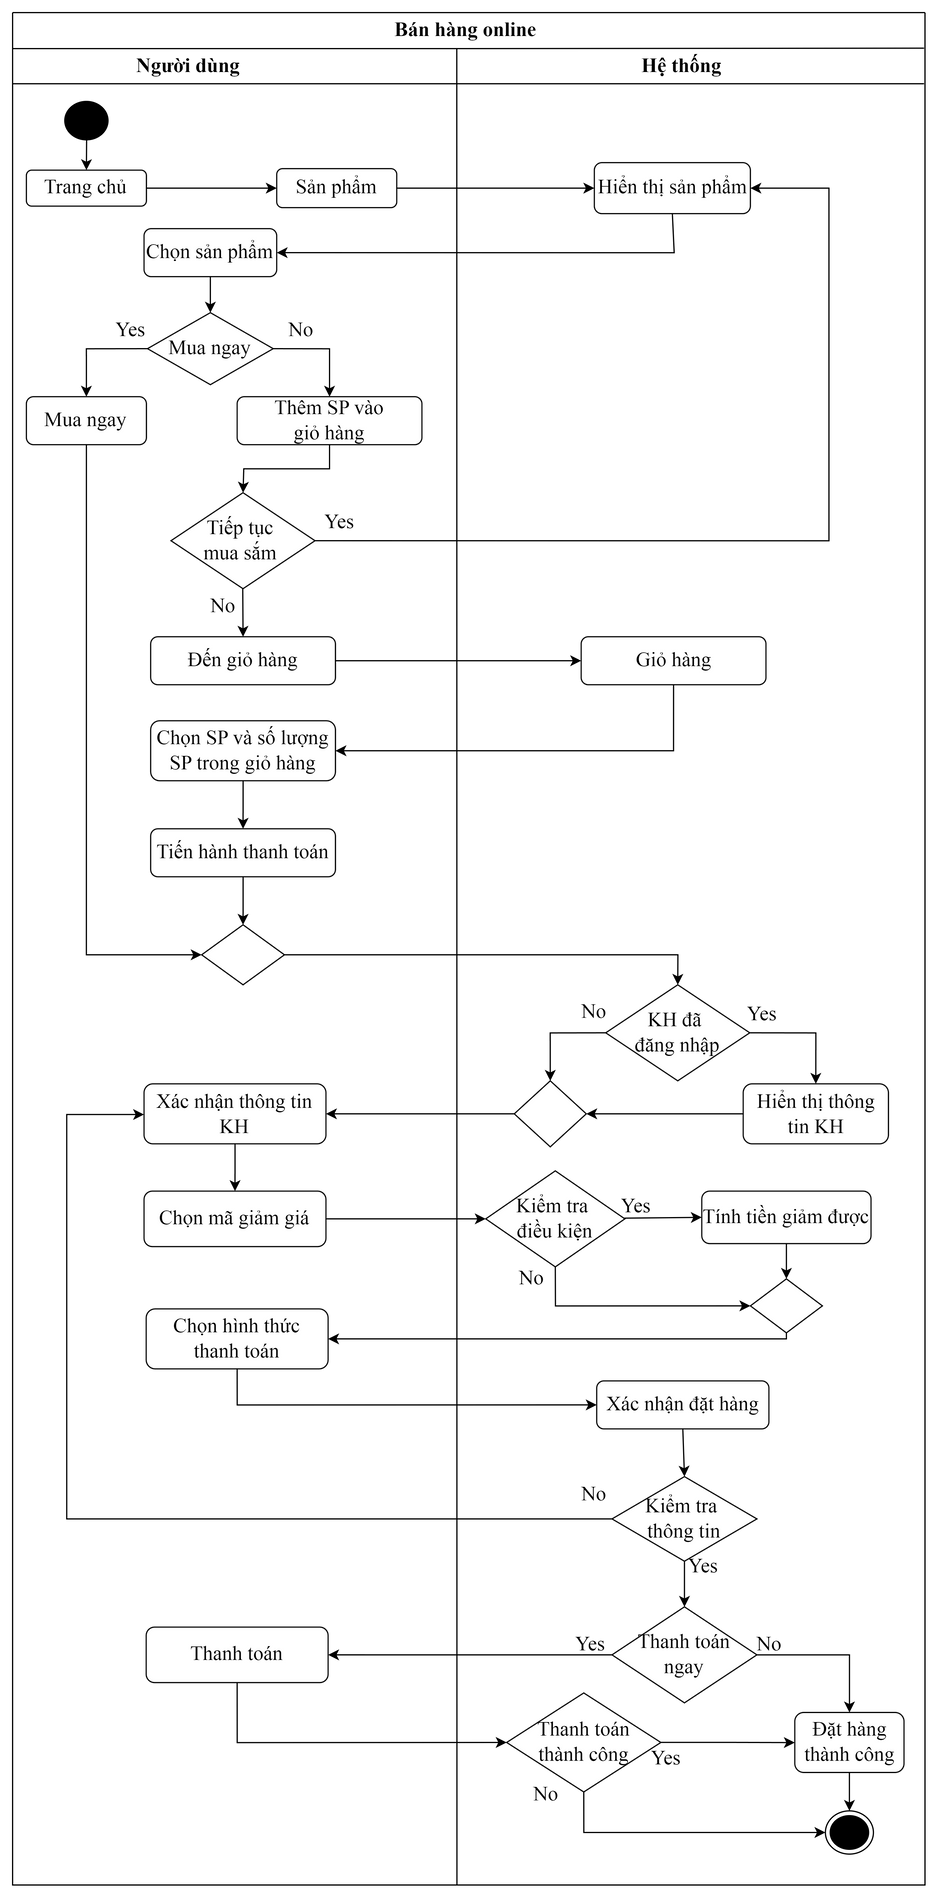 Bán hàng online
Người dùng
Hệ thống
Trang chủ
Sản phẩm
Hiển thị sản phẩm
Chọn sản phẩm
Yes
Mua ngay
No
Mua ngay
Thêm SP vào
giỏ hàng
Tiếp tục
mua sắm
Yes
No
Đến giỏ hàng
Giỏ hàng
Chọn SP và số lượng
SP trong giỏ hàng
Tiến hành thanh toán
No
KH đã
đăng nhập
Yes
Xác nhận thông tin
KH
Hiển thị thông
tin KH
Chọn mã giảm giá
Kiểm tra
điều kiện
Yes
Tính tiền giảm được
No
Chọn hình thức
thanh toán
Xác nhận đặt hàng
No
Kiểm tra
thông tin
Yes
Thanh toán
Yes
Thanh toán
ngay
No
Thanh toán
thành công
Yes
Đặt hàng
thành công
No